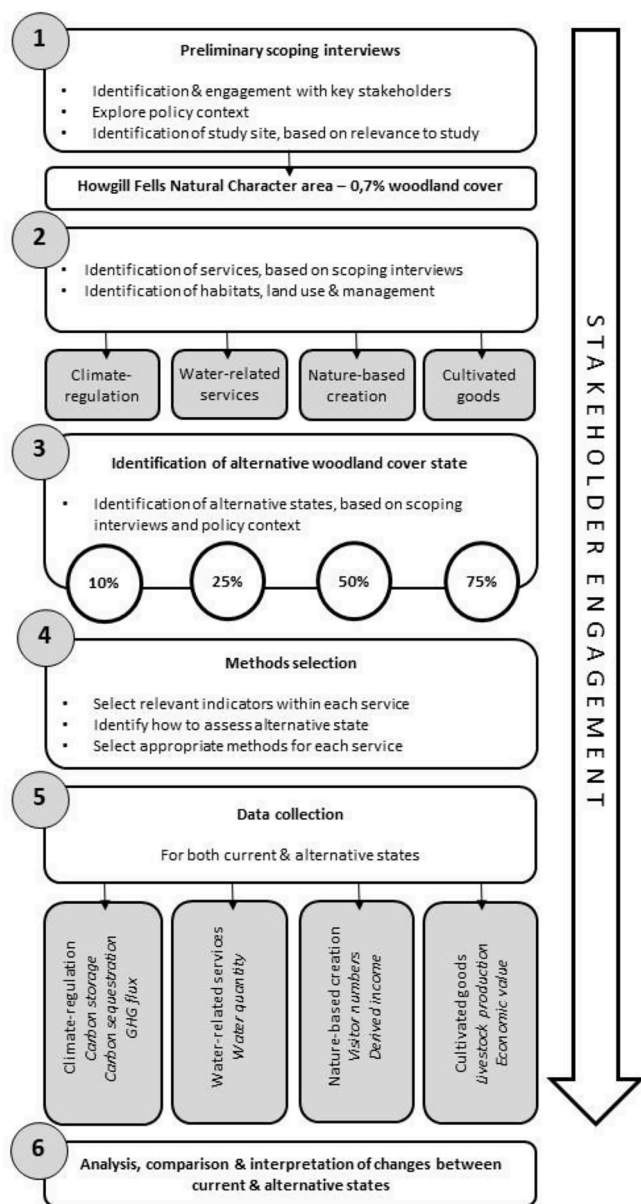 1
Preliminary scoping interviews
• Identification & engagement with key stakeholders
• Explore policy context
• Identification of study site, based on relevance to study
Howgill Fells Natural Character area – 0,7% woodland cover
2
• Identification of services, based on scoping interviews
• Identification of habitats, land use & management
Climate-
regulation
Water-related
services
Nature-based
creation
Cultivated
goods
3
Identification of alternative woodland cover state
• Identification of alternative states, based on scoping
interviews and policy context
10%
25%
50%
75%
4
Methods selection
• Select relevant indicators within each service
• Identify how to assess alternative state
• Select appropriate methods for each service
5
Data collection
For both current & alternative states
Climate-regulation
Carbon storage
Carbon sequestration
GHG flux
Water-related services
Water quantity
Nature-based creation
Visitor numbers
Derived income
Cultivated goods
Livestock production
Economic value
6
Analysis, comparison & interpretation of changes between
current & alternative states
STAKEHOLDER ENGAGEMENT